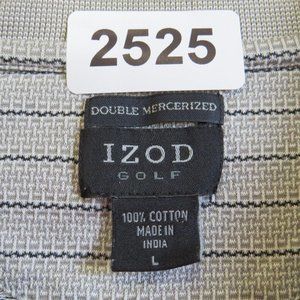 2525
DOUBLE MERCERIZED
IZOD
GOLF
100% COTTON
MADE IN
INDIA
L